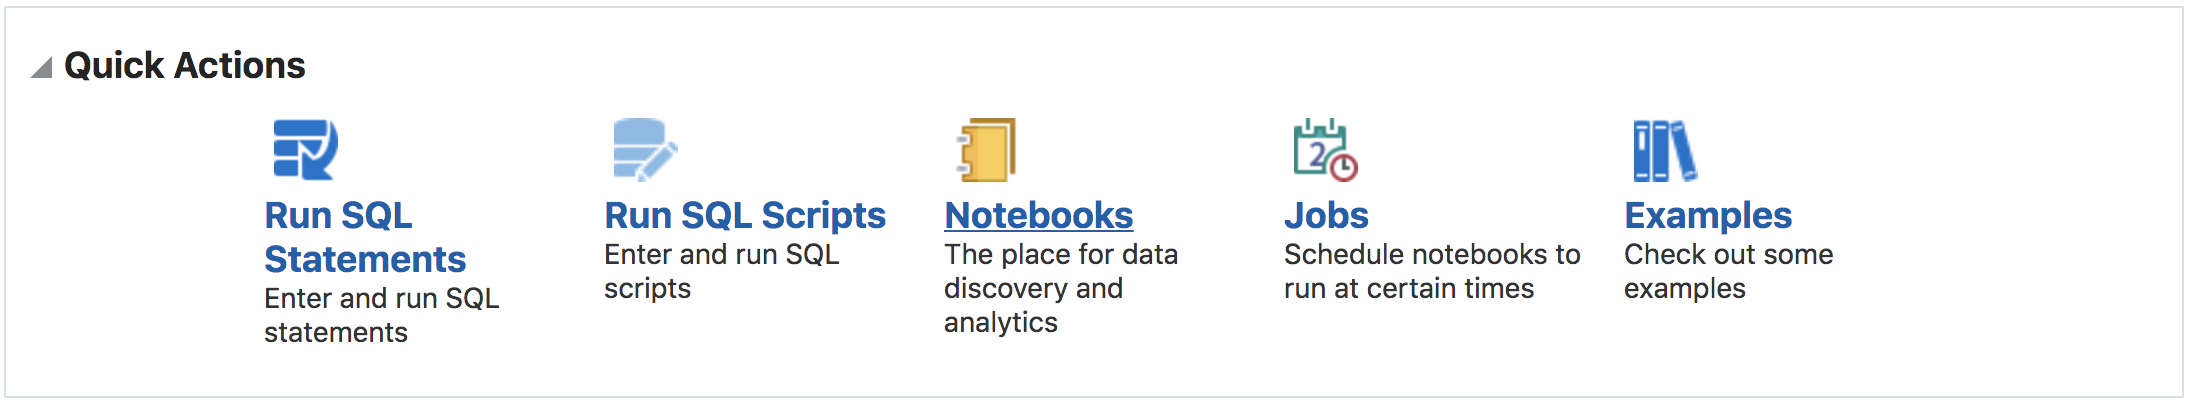 Quick Actions
Run SQL
Statements
Enter and run SQL
statements
Run SQL Scripts
Enter and run SQL
scripts
Notebooks
The place for data
discovery and
analytics
2
Jobs
Schedule notebooks to
run at certain times
Examples
Check out some
examples